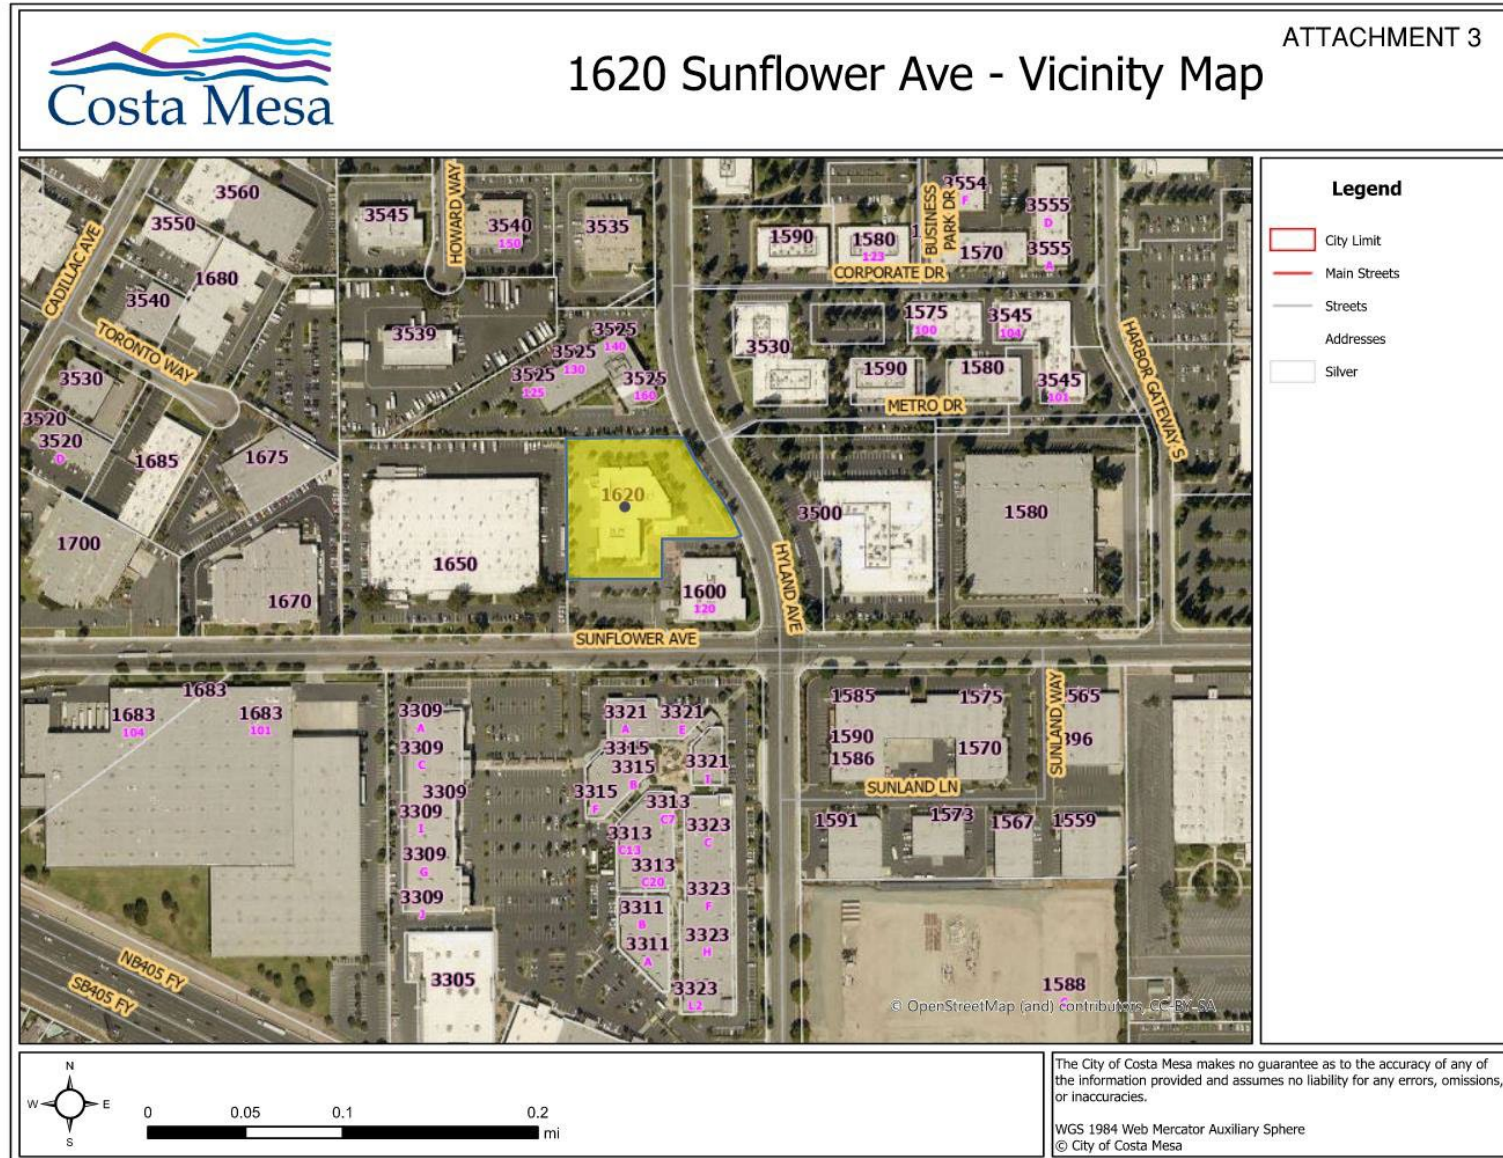 ATTACHMENT 3
Costa Mesa
1620 Sunflower Ave - Vicinity Map
Legend
City Limit
Main Streets
Streets
Addresses
Silver
3560
3550
1680
3540
CADILLAC AVE
TORONTO WAY
3530
3520
3520
D
1685
1675
1700
1670
3545
HOWARD WAY
3540
150
3535
3539
3525
140
3525
130
3525
125
3525
160
1590
1580
123
BUSINESS
PARK DR
3554
F
3555
D
3555
A
1570
CORPORATE DR
3530
1575
100
3545
104
1590
1580
3545
101
METRO DR
HARBOR GATEWAY S
1650
1620
1600
120
3500
1580
HYLAND AVE
SUNFLOWER AVE
1683
1683
104
1683
101
3309
A
3309
C
3309
3309
I
3309
G
3309
J
3305
3321
A
3321
E
3321
I
3315
3315
B
3315
F
3313
C7
3313
C13
3313
C20
3311
B
3311
A
3323
C
3323
F
3323
H
3323
L2
1585
1575
1590
1586
1570
SUNLAND WAY
SUNLAND LN
1591
1573
1567
1559
1588
NB405 FY
SB405 FY
© OpenStreetMap (and) contributors, CC-BY-SA
N
W E
S
0 0.05 0.1 0.2
mi
The City of Costa Mesa makes no guarantee as to the accuracy of any of
the information provided and assumes no liability for any errors, omissions,
or inaccuracies.
WGS 1984 Web Mercator Auxiliary Sphere
© City of Costa Mesa